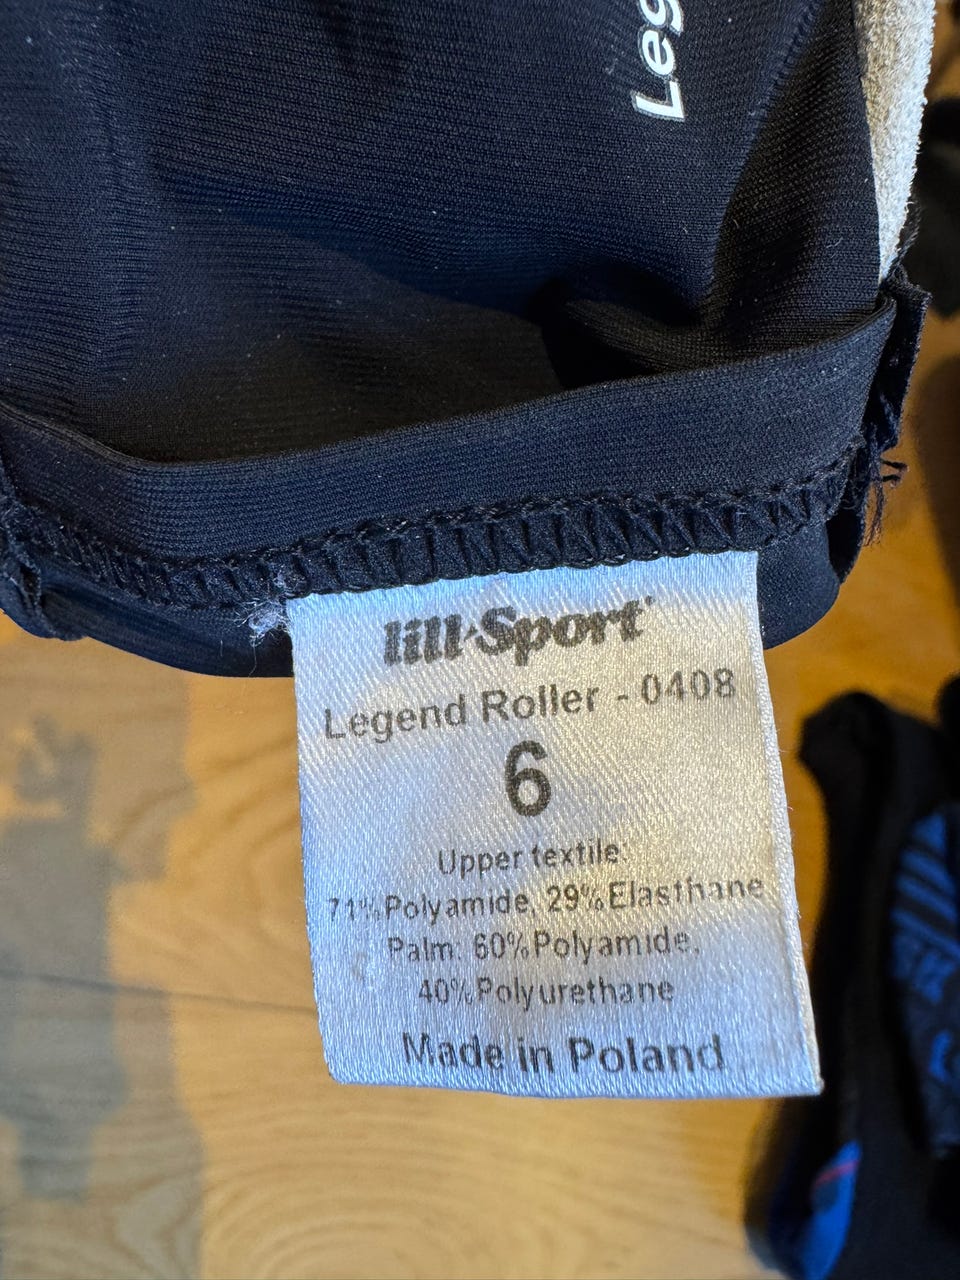 Leg
lill-Sport
Legend Roller - 0408
6
Upper textile:
71% Polyamide, 29% Elasthane
Palm: 60% Polyamide,
40% Polyurethane
Made in Poland